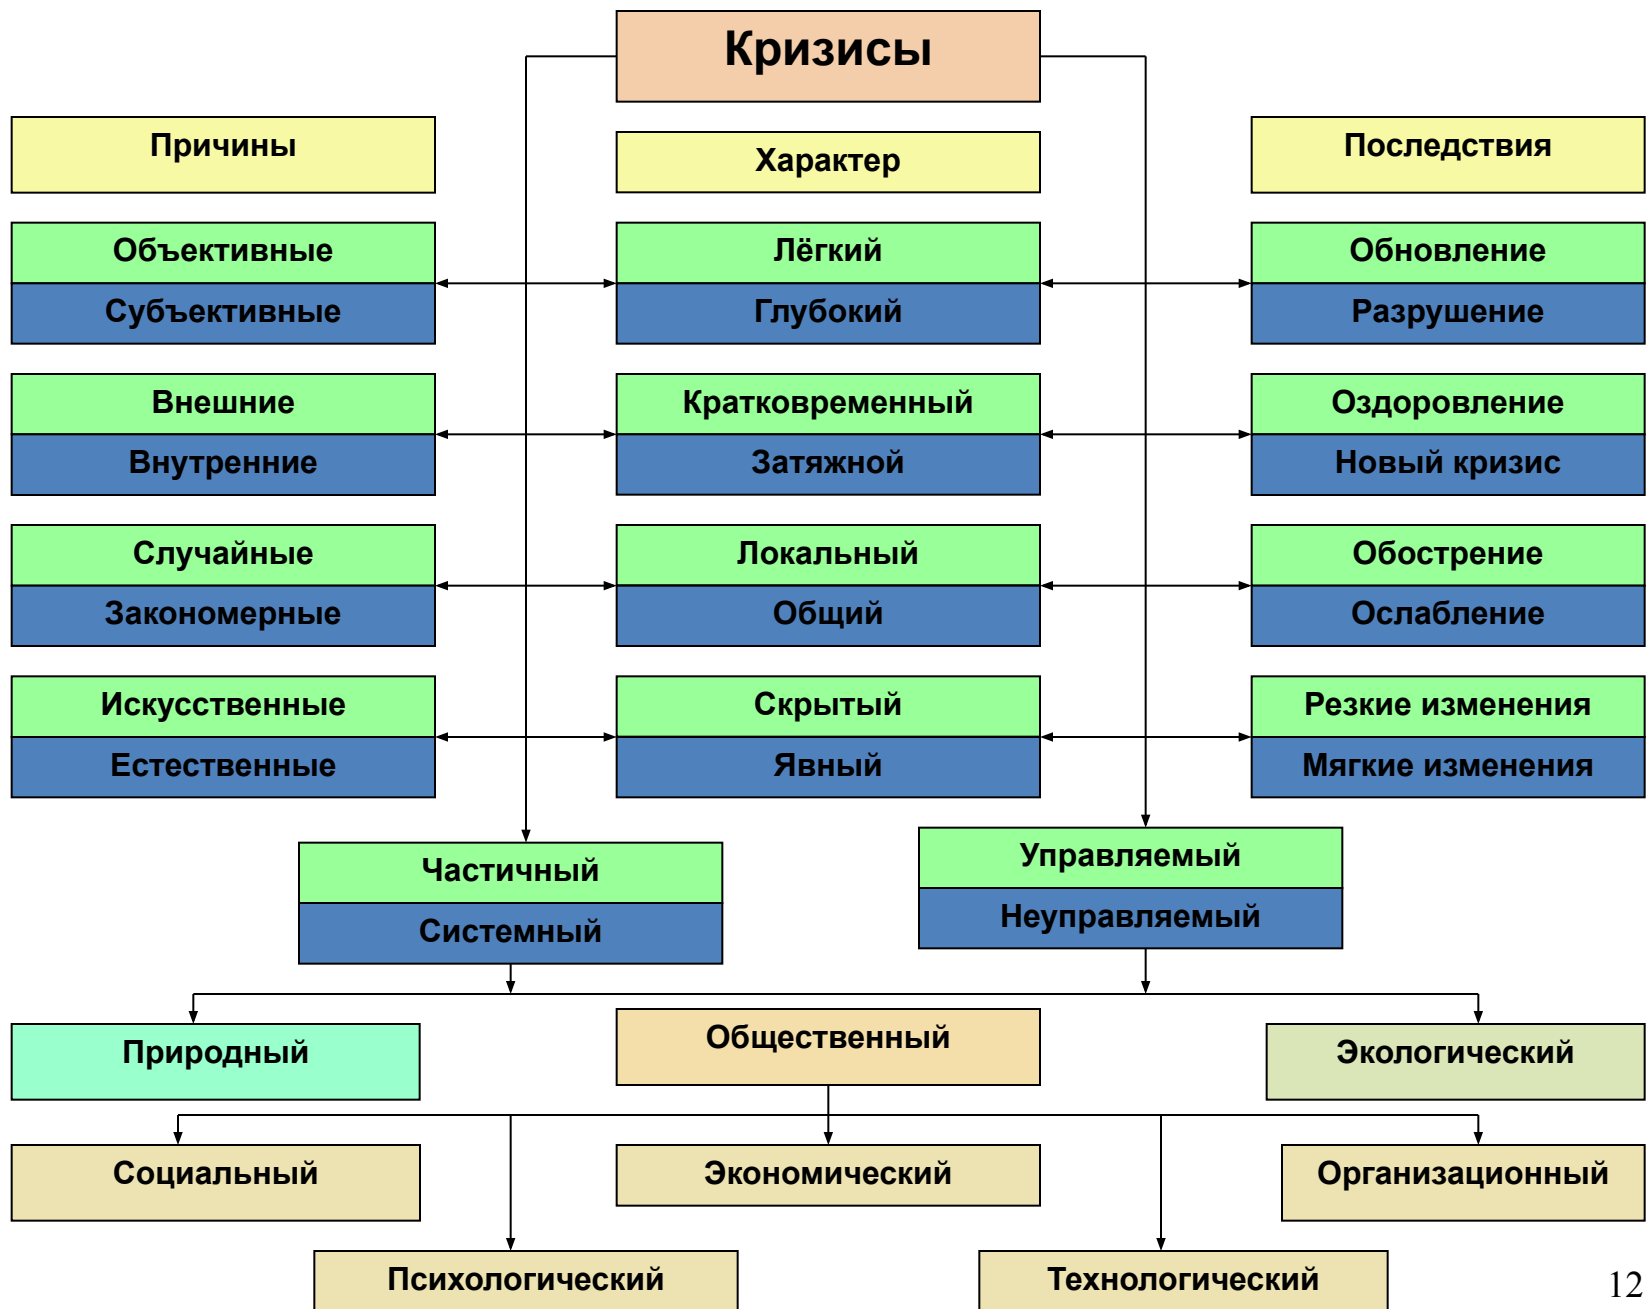 Кризисы
Причины
Характер
Последствия
Объективные
Лёгкий
Обновление
Субъективные
Глубокий
Разрушение
Внешние
Кратковременный
Оздоровление
Внутренние
Затяжной
Новый кризис
Случайные
Локальный
Обострение
Закономерные
Общий
Ослабление
Искусственные
Скрытый
Резкие изменения
Естественные
Явный
Мягкие изменения
Частичный
Управляемый
Системный
Неуправляемый
Природный
Общественный
Экологический
Социальный
Экономический
Организационный
Психологический
Технологический
12